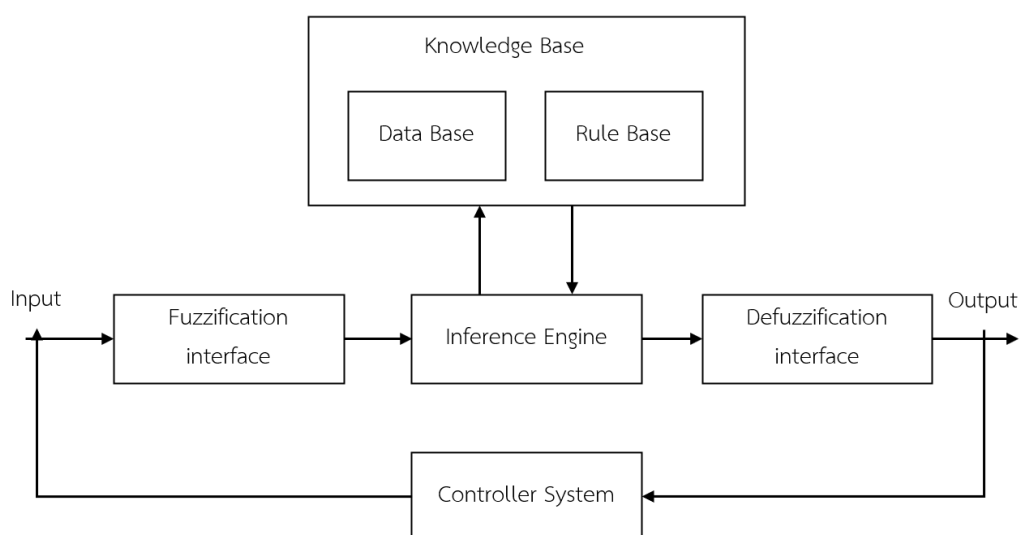 Knowledge Base
Data Base
Rule Base
Input
Fuzzification
interface
Inference Engine
Defuzzification
interface
Output
Controller System